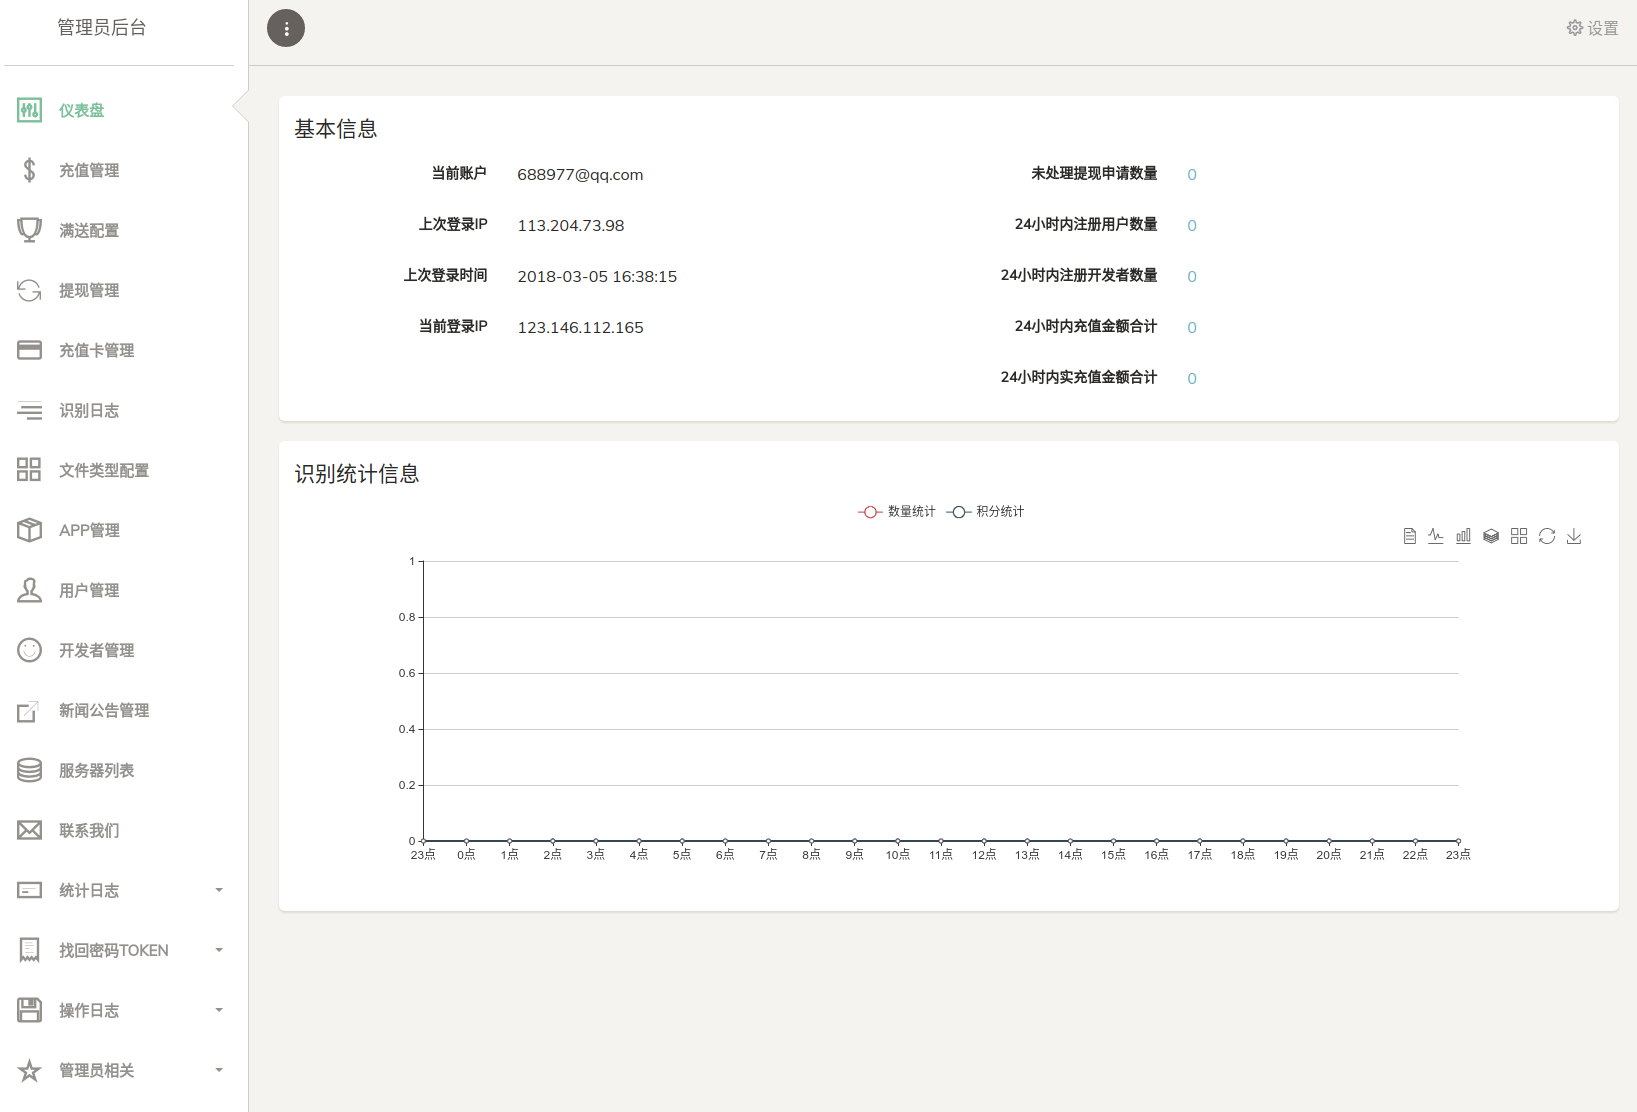 管理员后台
设置
仪表盘
充值管理
满送配置
提现管理
充值卡管理
识别日志
文件类型配置
APP管理
用户管理
开发者管理
新闻公告管理
服务器列表
联系我们
统计日志
找回密码TOKEN
操作日志
管理员相关
基本信息
当前账户 688977@qq.com
上次登录IP 113.204.73.98
上次登录时间 2018-03-05 16:38:15
当前登录IP 123.146.112.165
未处理提现申请数量 0
24小时内注册用户数量 0
24小时内注册开发者数量 0
24小时内充值金额合计 0
24小时内实充值金额合计 0
识别统计信息
数量统计 积分统计
1
0.8
0.6
0.4
0.2
0
23点 0点 1点 2点 3点 4点 5点 6点 7点 8点 9点 10点 11点 12点 13点 14点 15点 16点 17点 18点 19点 20点 21点 22点 23点